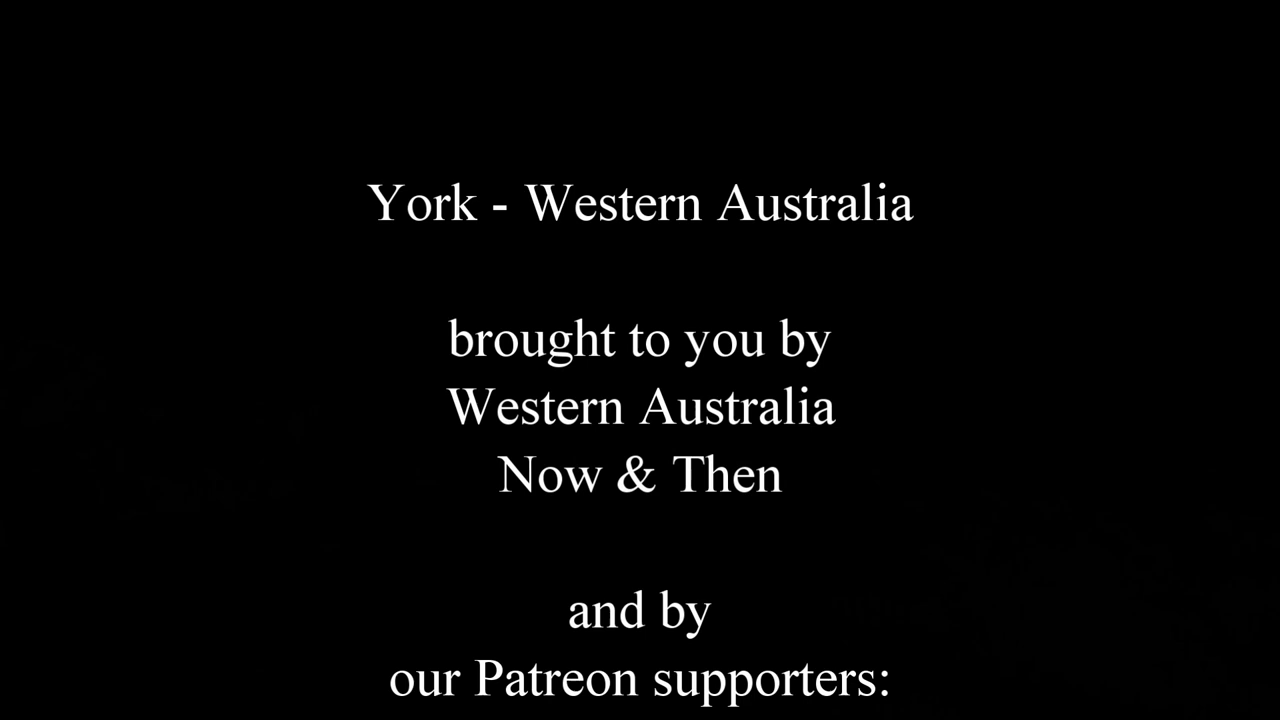 York - Western Australia
brought to you by
Western Australia
Now & Then
and by
our Patreon supporters: